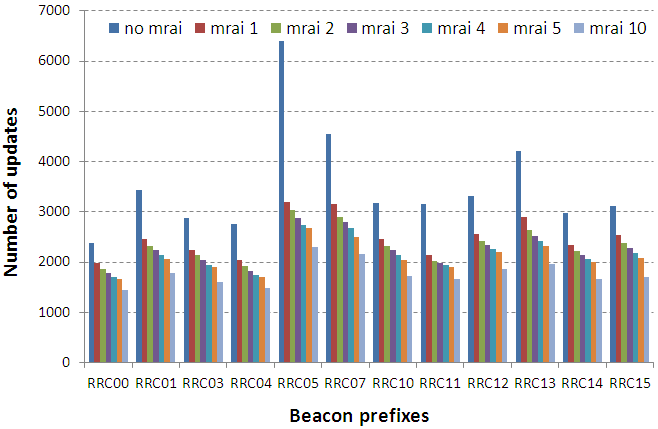 7000
no mrai mrai 1 mrai 2 mrai 3 mrai 4 mrai 5 mrai 10
6000
5000
4000
3000
2000
1000
0
Number of updates
RRC00 RRC01 RRC03 RRC04 RRC05 RRC07 RRC10 RRC11 RRC12 RRC13 RRC14 RRC15
Beacon prefixes